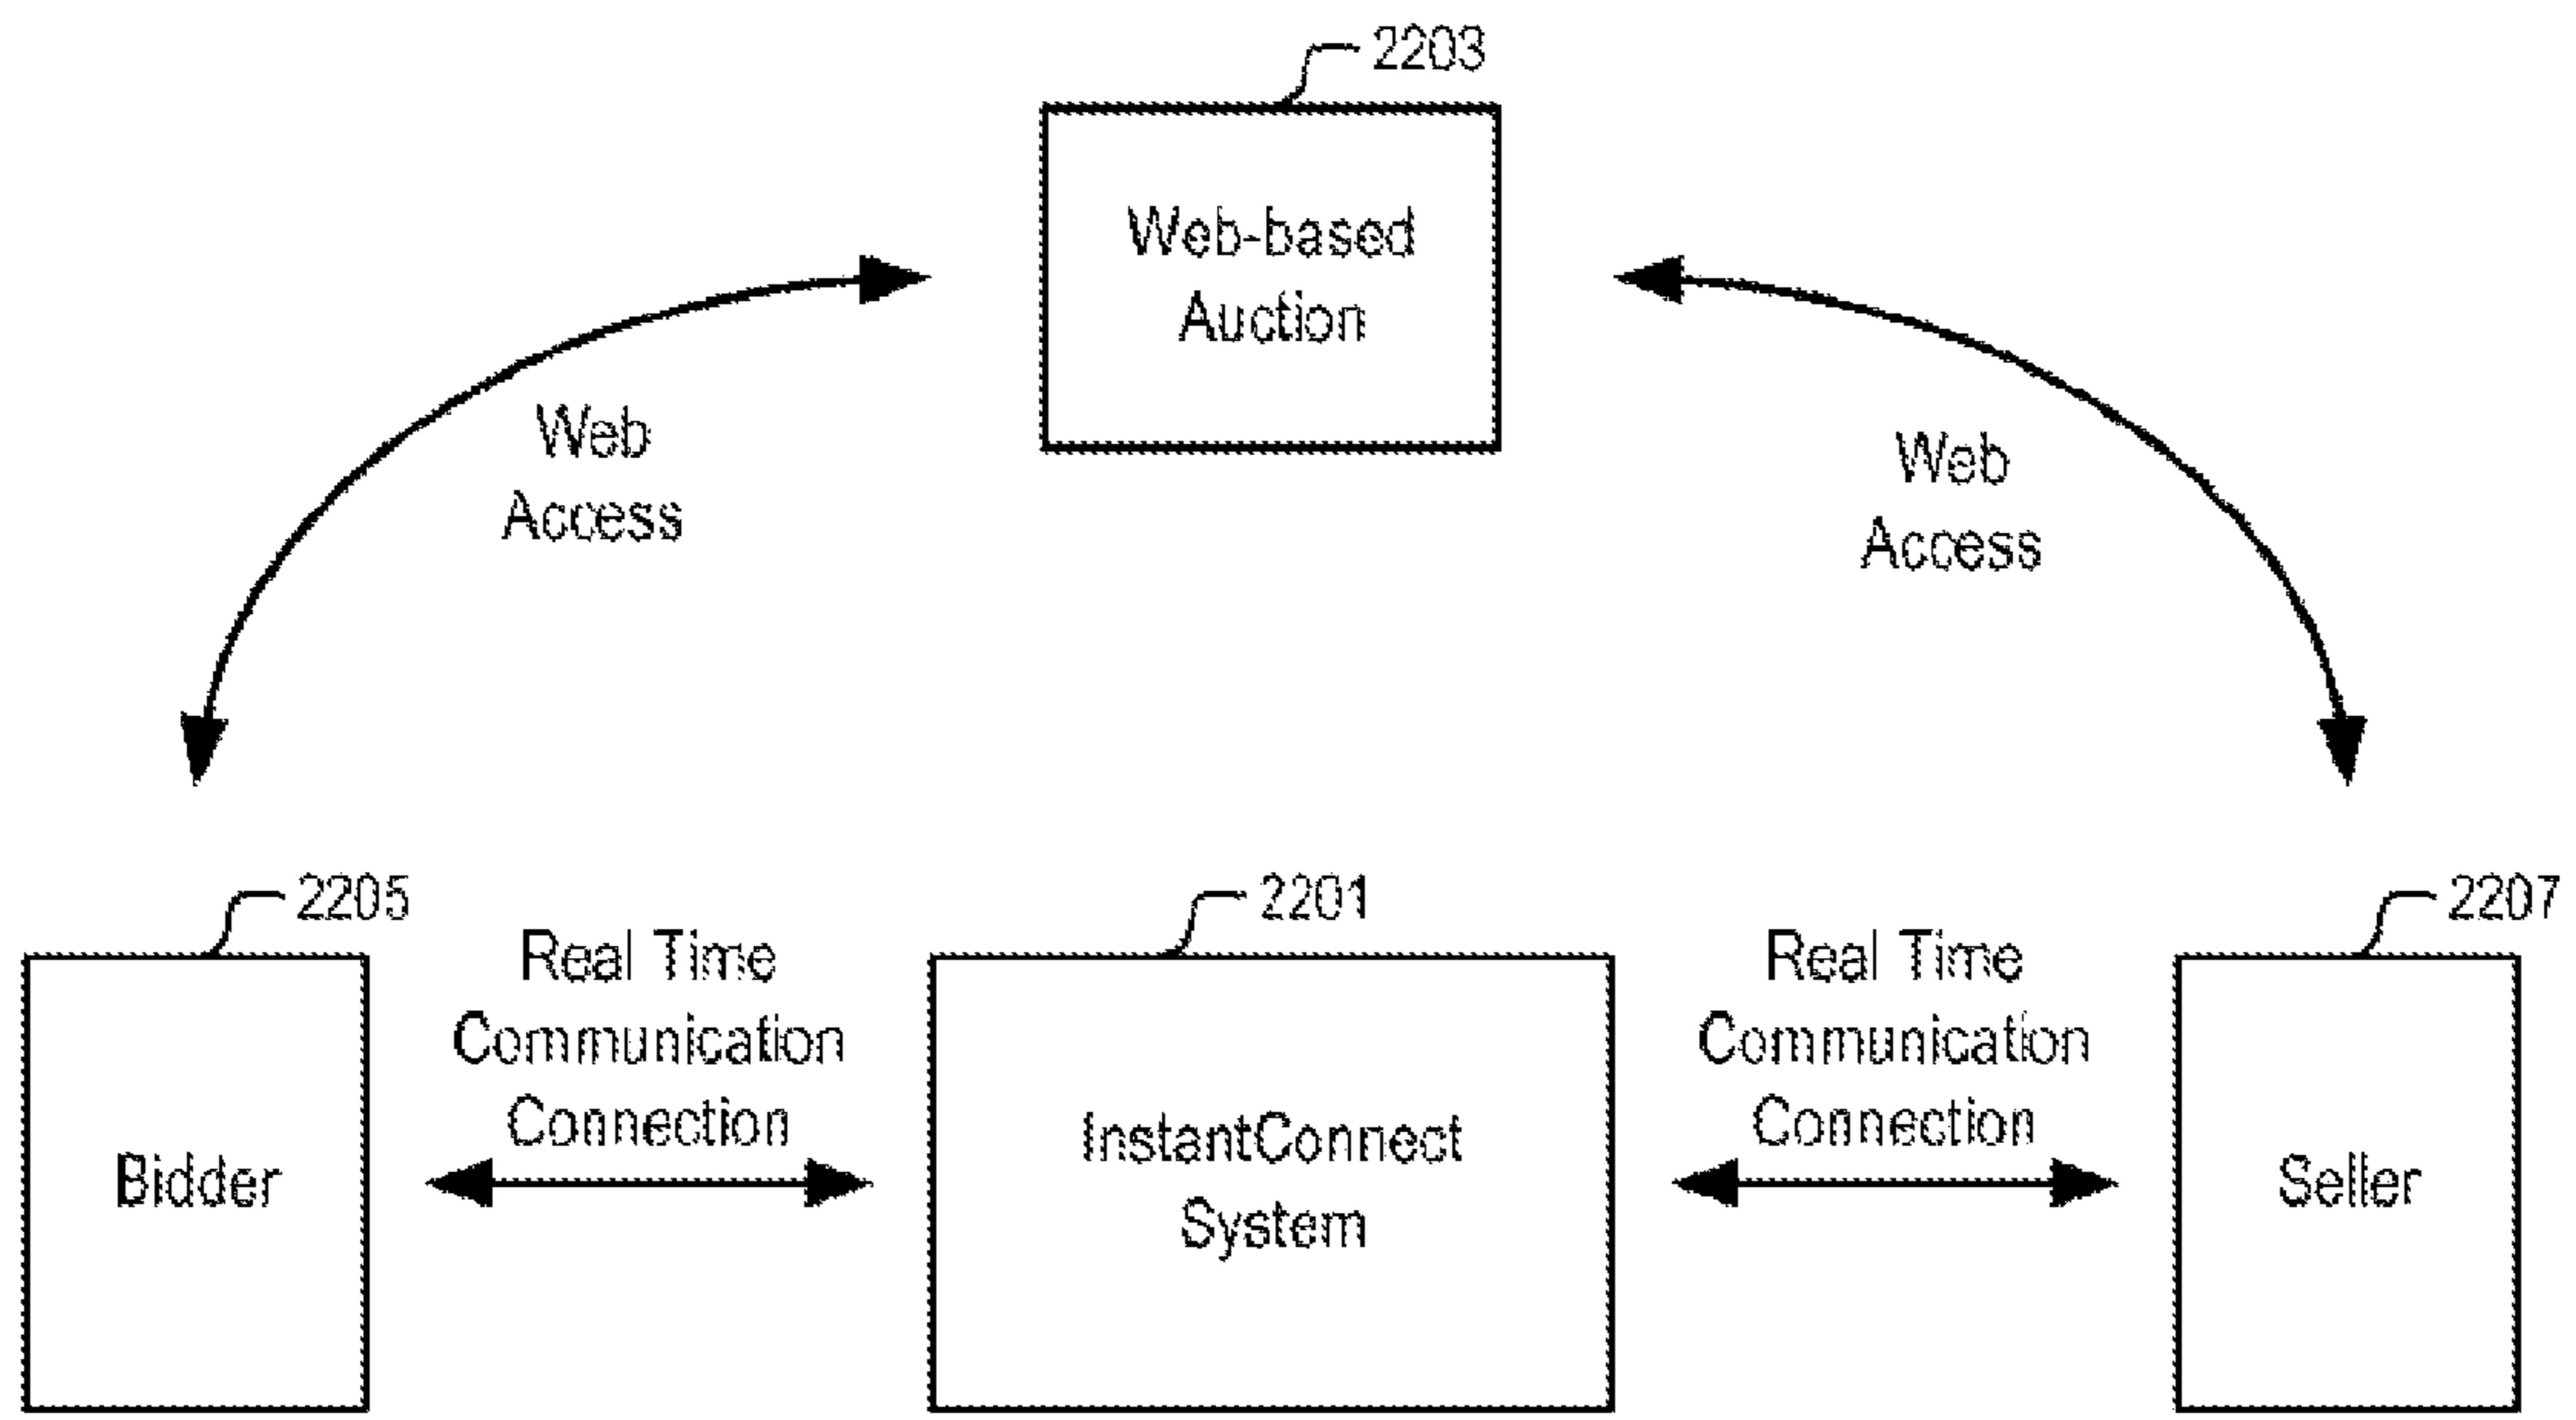 2203
Web-based
Auction
Web
Access
Web
Access
2205
2201
2207
Real Time
Communication
Connection
Real Time
Communication
Connection
Bidder
InstantConnect
System
Seller